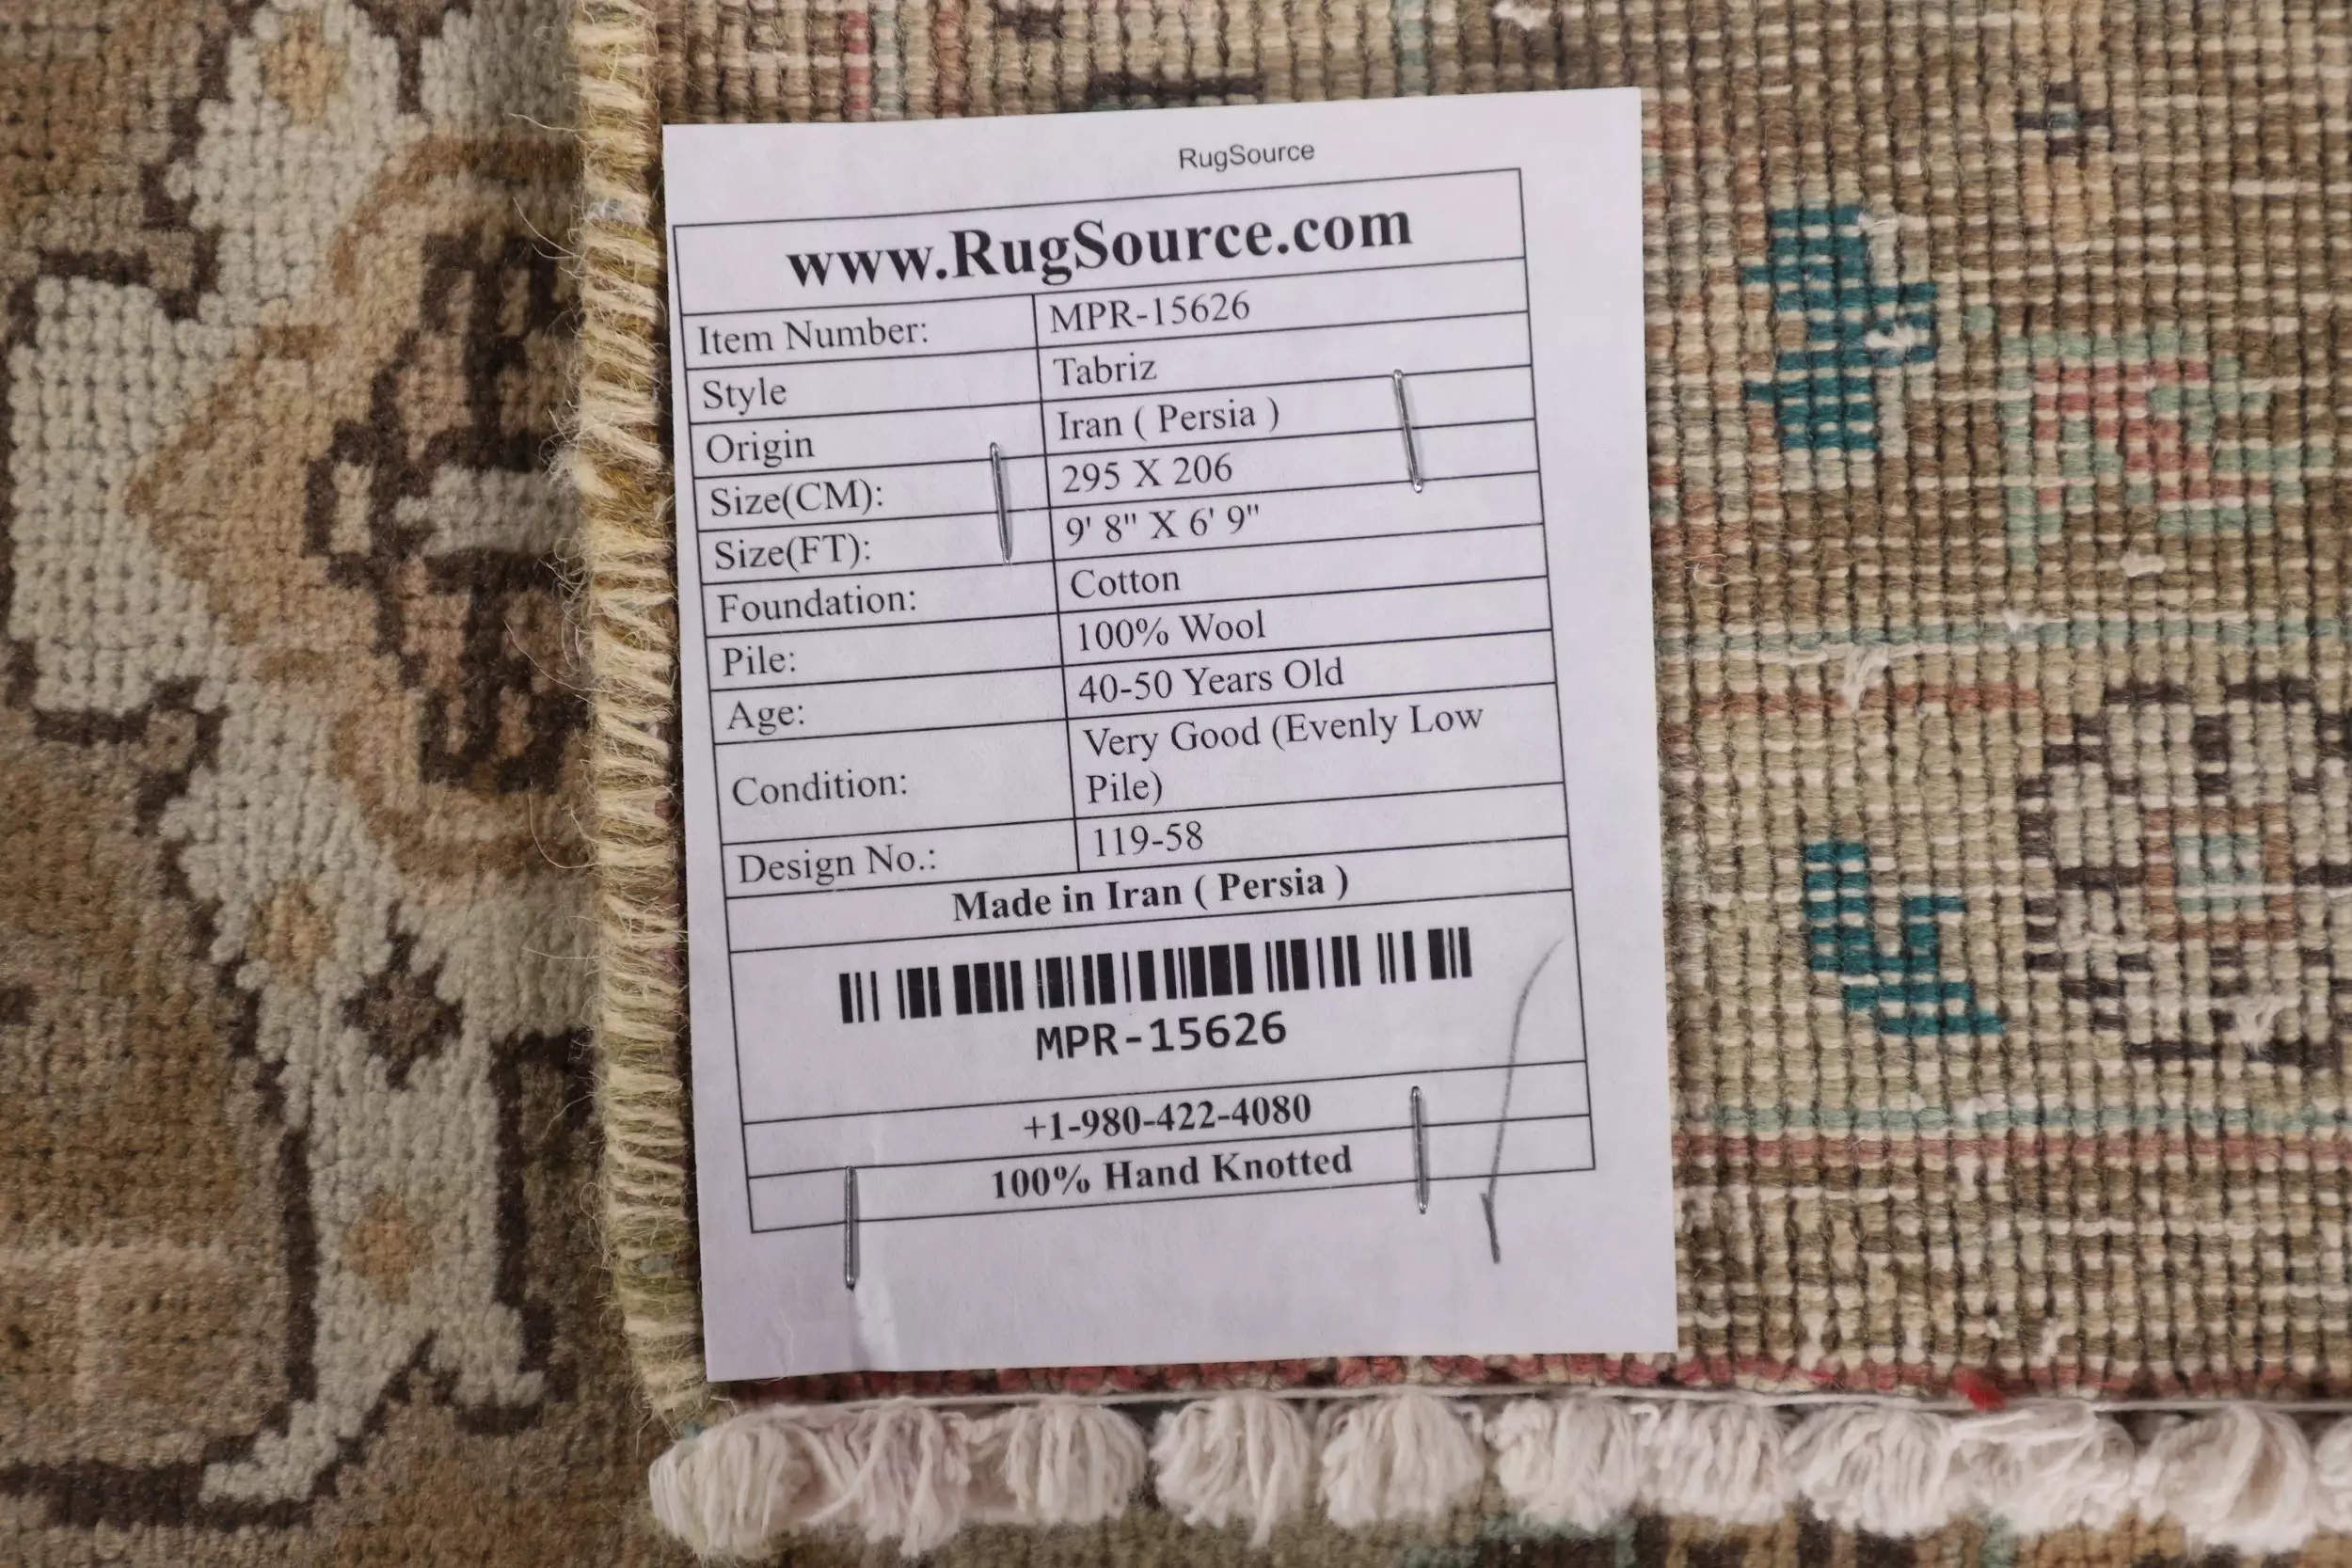 RugSource
www.RugSource.com
Item Number: MPR-15626
Style Tabriz
Origin Iran ( Persia )
Size(CM): 295 X 206
Size(FT): 9' 8" X 6' 9"
Foundation: Cotton
Pile: 100% Wool
Age: 40-50 Years Old
Condition: Very Good (Evenly Low
Pile)
Design No.: 119-58
Made in Iran ( Persia )
MPR-15626
+1-980-422-4080
100% Hand Knotted